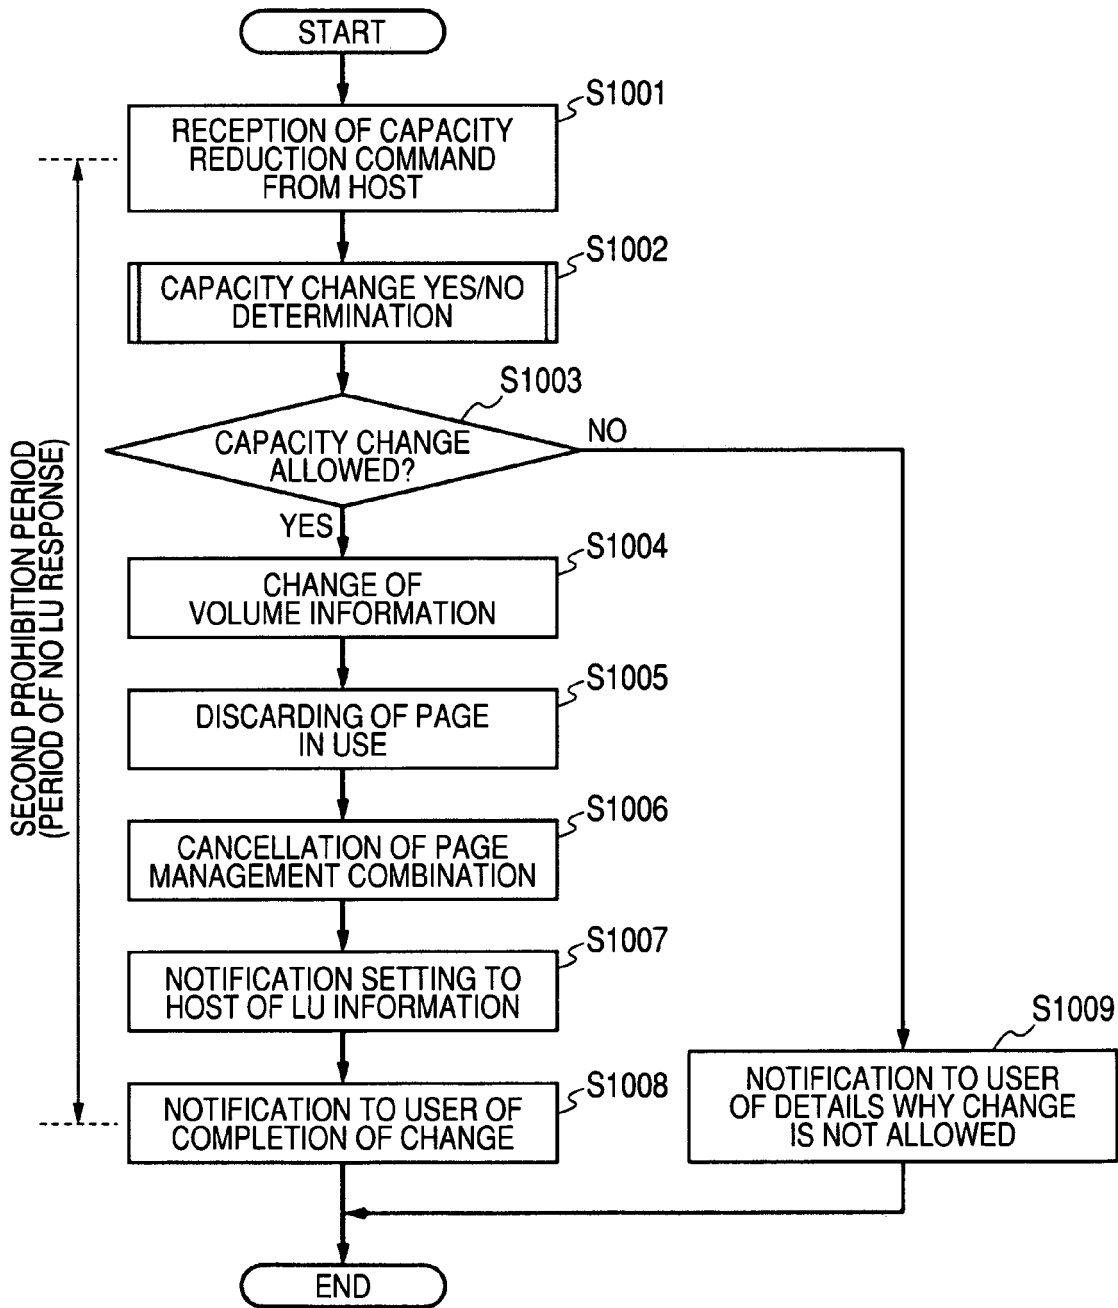 START
S1001
RECEPTION OF CAPACITY
REDUCTION COMMAND
FROM HOST
S1002
CAPACITY CHANGE YES/NO
DETERMINATION
S1003
CAPACITY CHANGE
ALLOWED?
NO
YES
SECOND PROHIBITION PERIOD
(PERIOD OF NO LU RESPONSE)
S1004
CHANGE OF
VOLUME INFORMATION
S1005
DISCARDING OF PAGE
IN USE
S1006
CANCELLATION OF PAGE
MANAGEMENT COMBINATION
S1007
NOTIFICATION SETTING TO
HOST OF LU INFORMATION
S1008
NOTIFICATION TO USER OF
COMPLETION OF CHANGE
S1009
NOTIFICATION TO USER
OF DETAILS WHY CHANGE
IS NOT ALLOWED
END